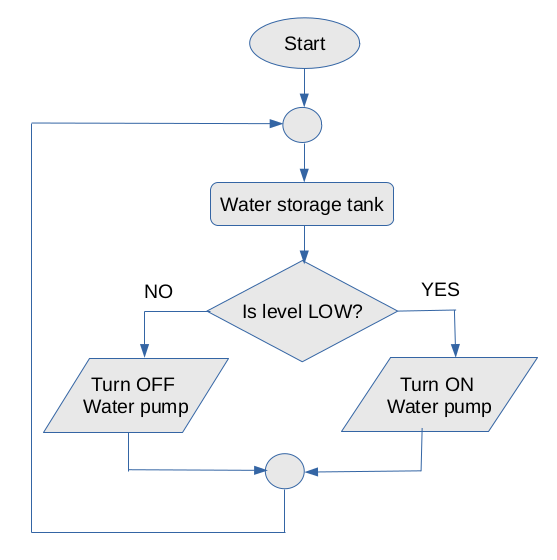 Start
Water storage tank
NO
YES
Is level LOW?
Turn OFF
Water pump
Turn ON
Water pump